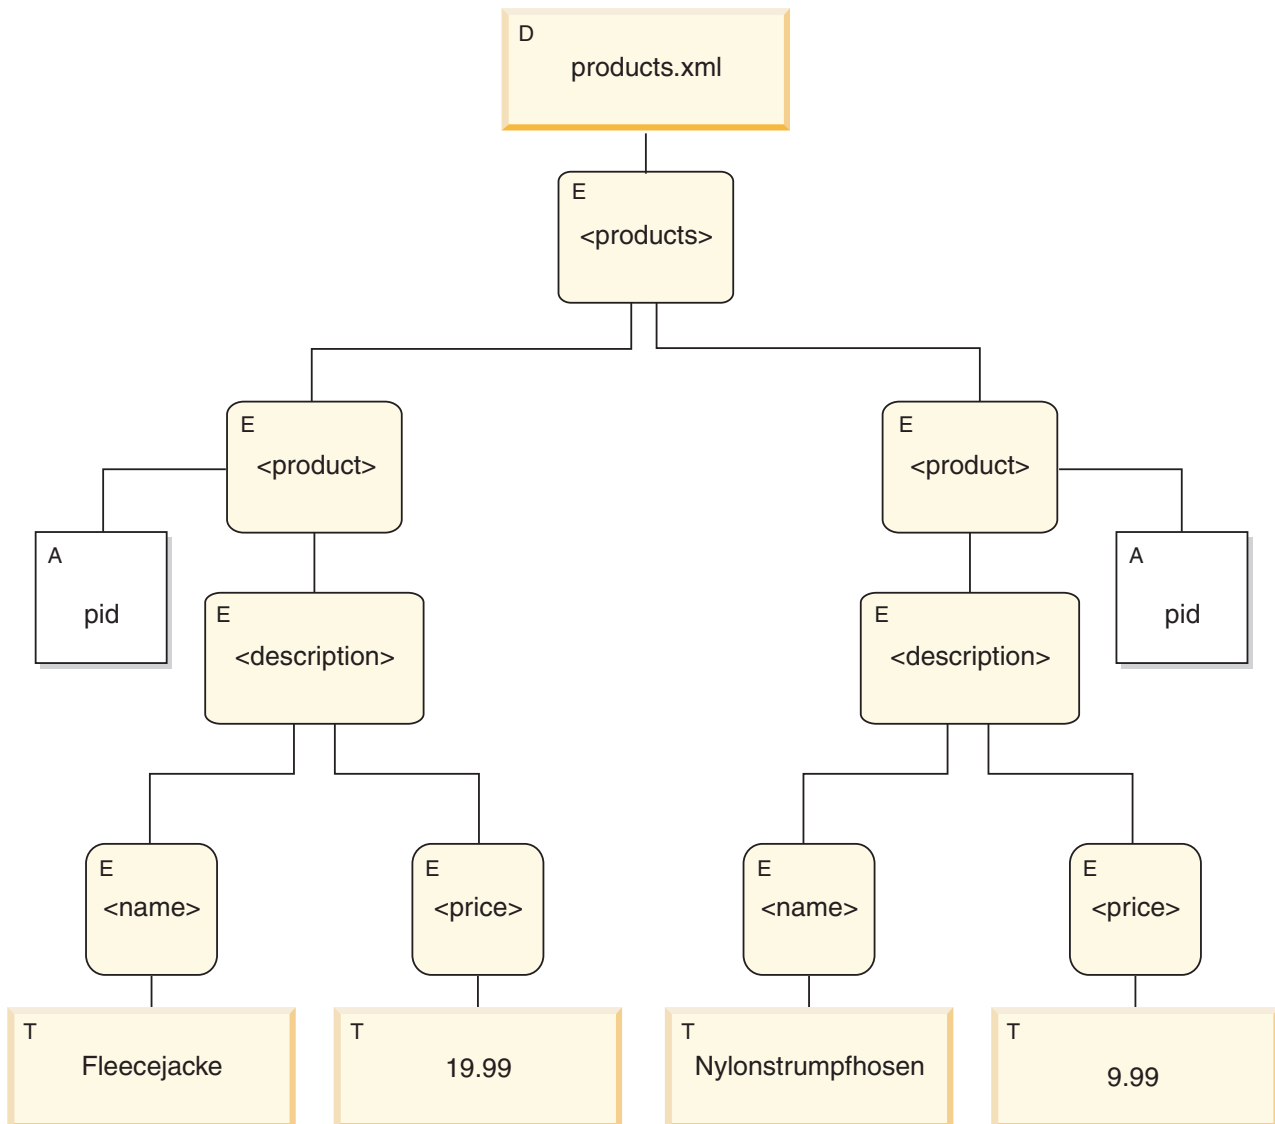 D
products.xml
E
<products>
E
<product>
E
<product>
A
pid
A
pid
E
<description>
E
<description>
E
<name>
E
<price>
E
<name>
E
<price>
T
Fleecejacke
T
19.99
T
Nylonstrumpfhosen
T
9.99